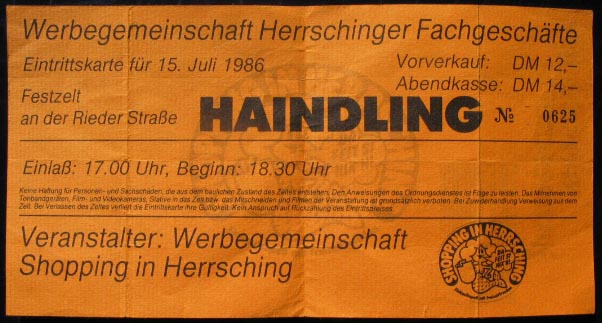 Werbegemeinschaft Herrschinger Fachgeschäfte
Eintrittskarte für 15. Juli 1986
Vorverkauf: DM 12,–
Abendkasse: DM 14,–
Festzelt
an der Rieder Straße
HAINDLING
№ 0625
Einlaß: 17.00 Uhr, Beginn: 18.30 Uhr
Keine Haftung für Personen- und Sachschäden, die aus dem baulichen Zustand des Zeltes entstehen. Den Anweisungen des Ordnungsdienstes ist Folge zu leisten. Das Mitnehmen von
Tonbandgeräten, Film- und Videokameras, Stative in das Zelt bzw. das Mitschneiden und Filmen der Veranstaltung ist grundsätzlich verboten. Bei Zuwiderhandlung Verweisung aus dem
Zelt. Bei Verlassen des Zeltes verliert die Eintrittskarte ihre Gültigkeit. Kein Anspruch auf Rückzahlung des Eintrittspreises.
Veranstalter: Werbegemeinschaft
Shopping in Herrsching
SHOPPING IN HERRSCHING